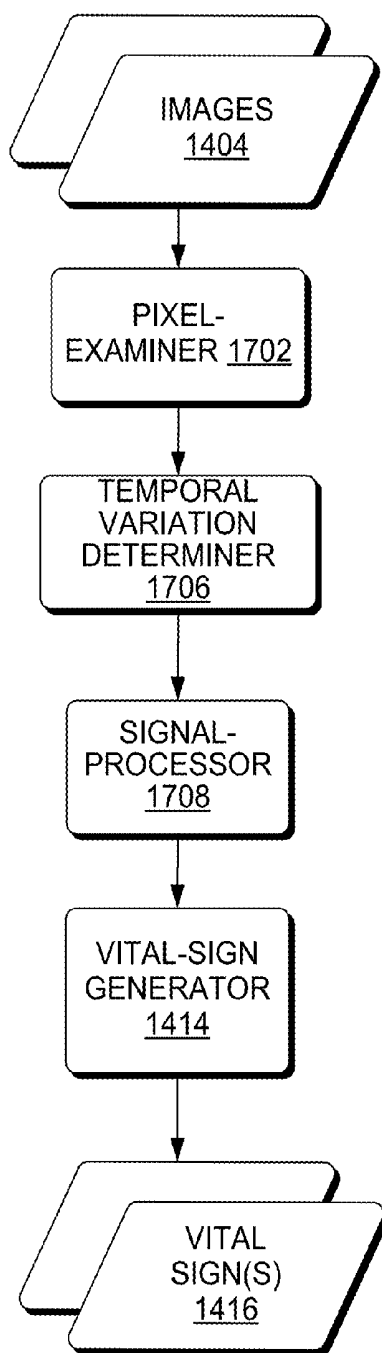 IMAGES
1404
PIXEL-
EXAMINER 1702
TEMPORAL
VARIATION
DETERMINER
1706
SIGNAL-
PROCESSOR
1708
VITAL-SIGN
GENERATOR
1414
VITAL
SIGN(S)
1416